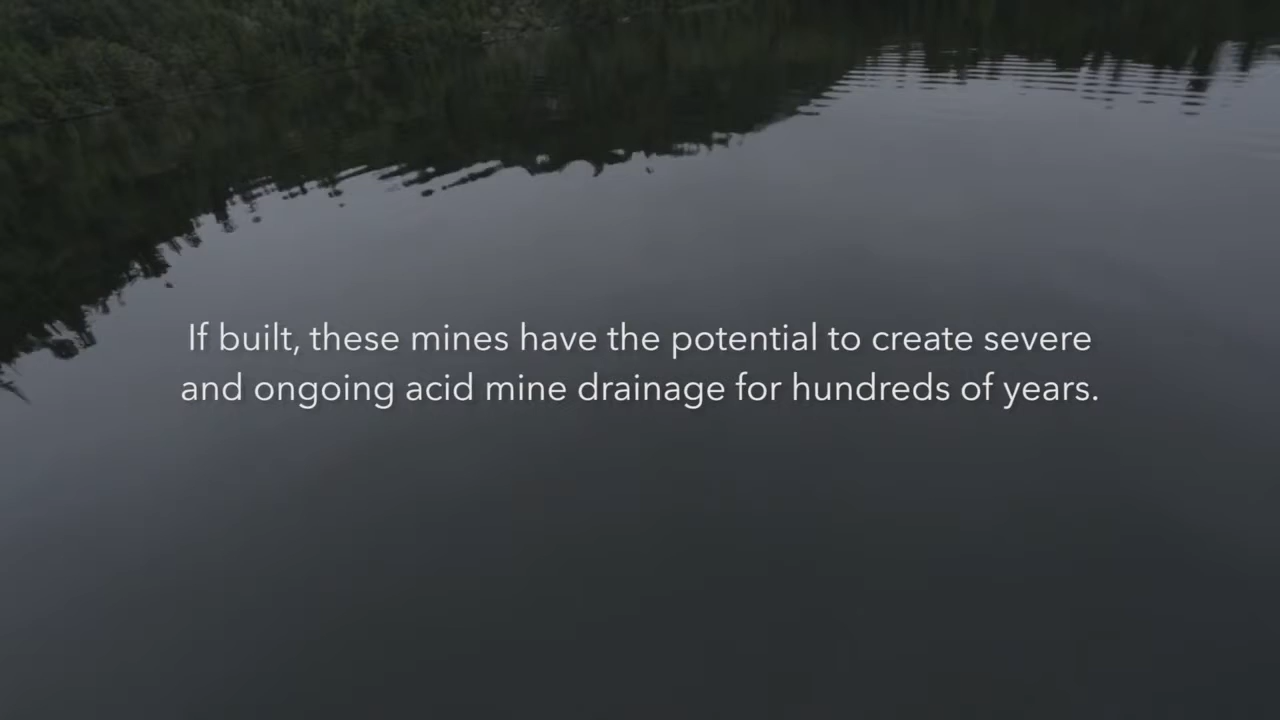 If built, these mines have the potential to create severe
and ongoing acid mine drainage for hundreds of years.